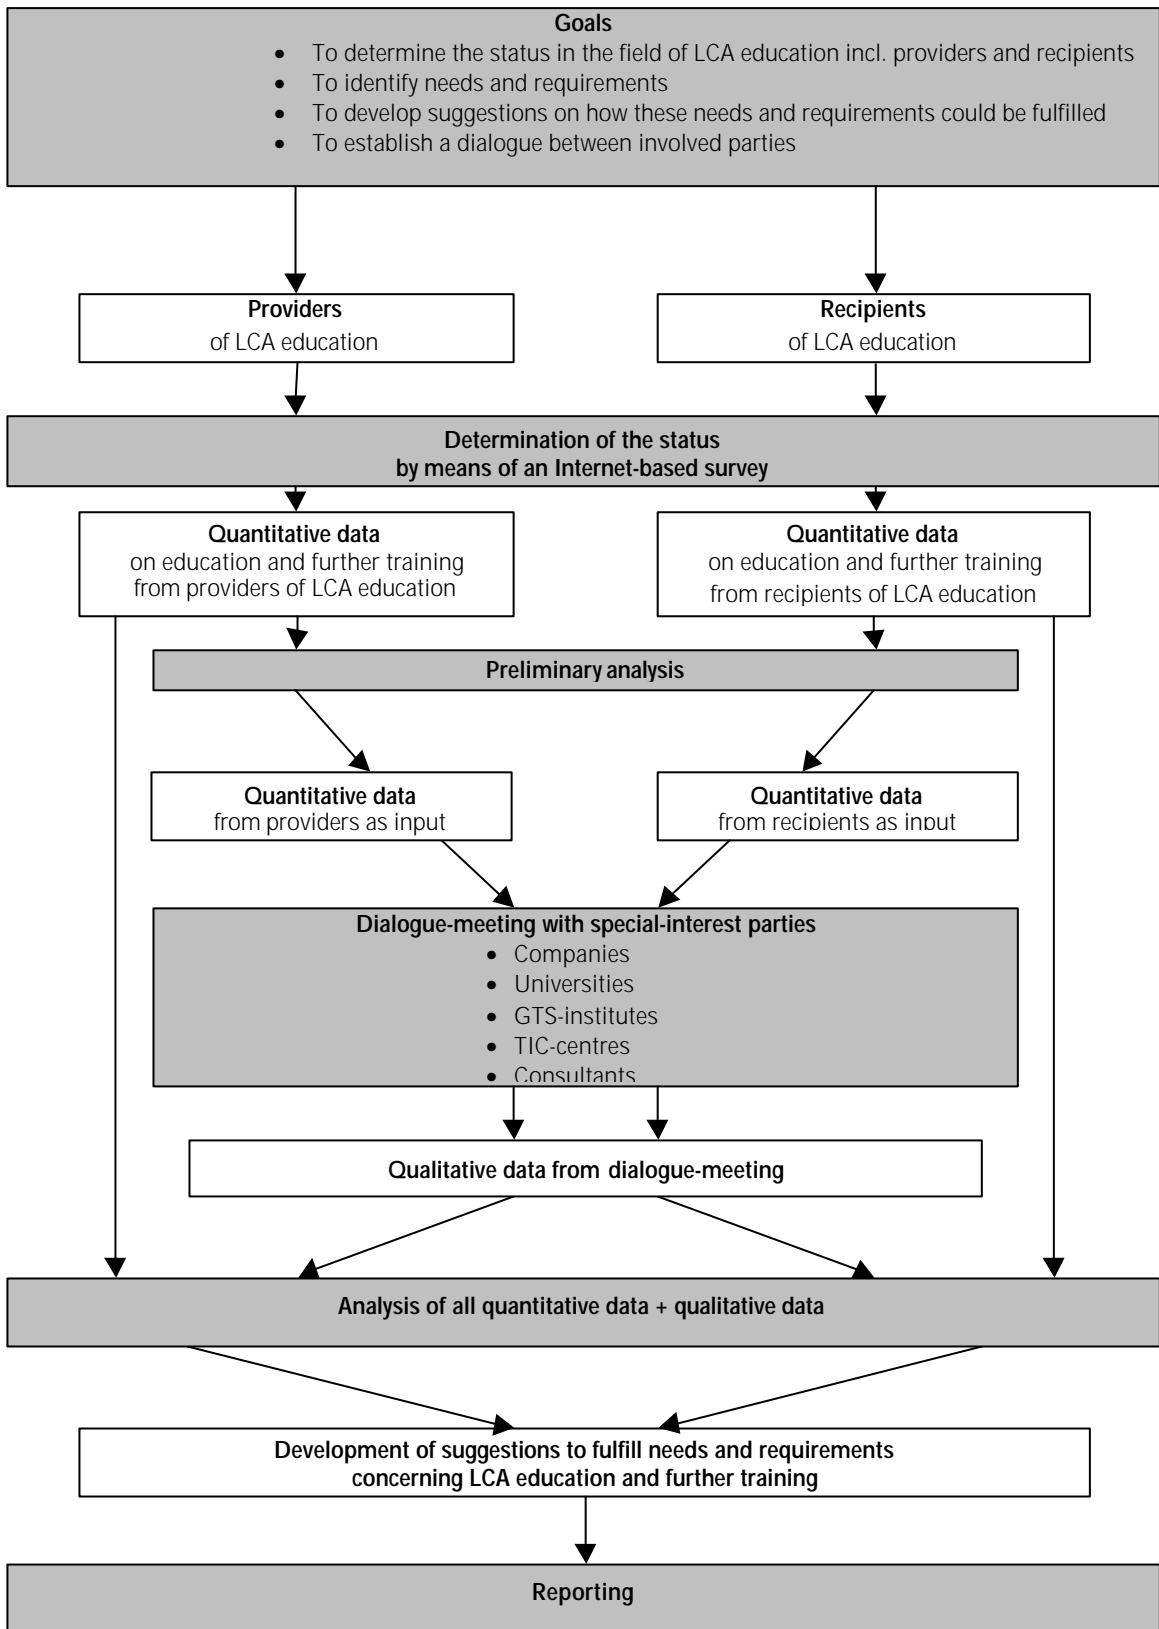 Goals
• To determine the status in the field of LCA education incl. providers and recipients
• To identify needs and requirements
• To develop suggestions on how these needs and requirements could be fulfilled
• To establish a dialogue between involved parties
Providers
of LCA education
Recipients
of LCA education
Determination of the status
by means of an Internet-based survey
Quantitative data
on education and further training
from providers of LCA education
Quantitative data
on education and further training
from recipients of LCA education
Preliminary analysis
Quantitative data
from providers as input
Quantitative data
from recipients as input
Dialogue-meeting with special-interest parties
• Companies
• Universities
• GTS-institutes
• TIC-centres
• Consultants
Qualitative data from dialogue-meeting
Analysis of all quantitative data + qualitative data
Development of suggestions to fulfill needs and requirements
concerning LCA education and further training
Reporting